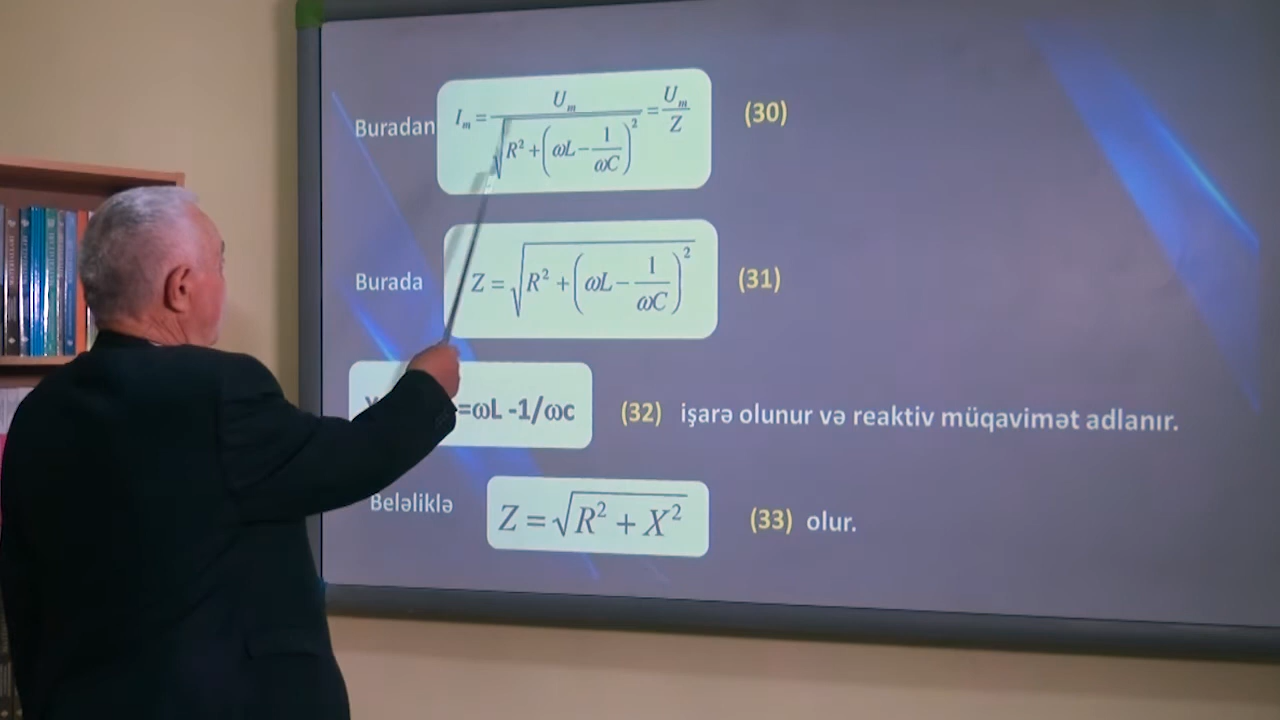 Buradan I_m = U_m / √(R² + (ωL − 1/ωC)²) = U_m / Z (30)
Burada Z = √(R² + (ωL − 1/ωC)²) (31)
=ωL -1/ωc (32) işarə olunur və reaktiv müqavimət adlanır.
Beləliklə Z = √(R² + X²) (33) olur.